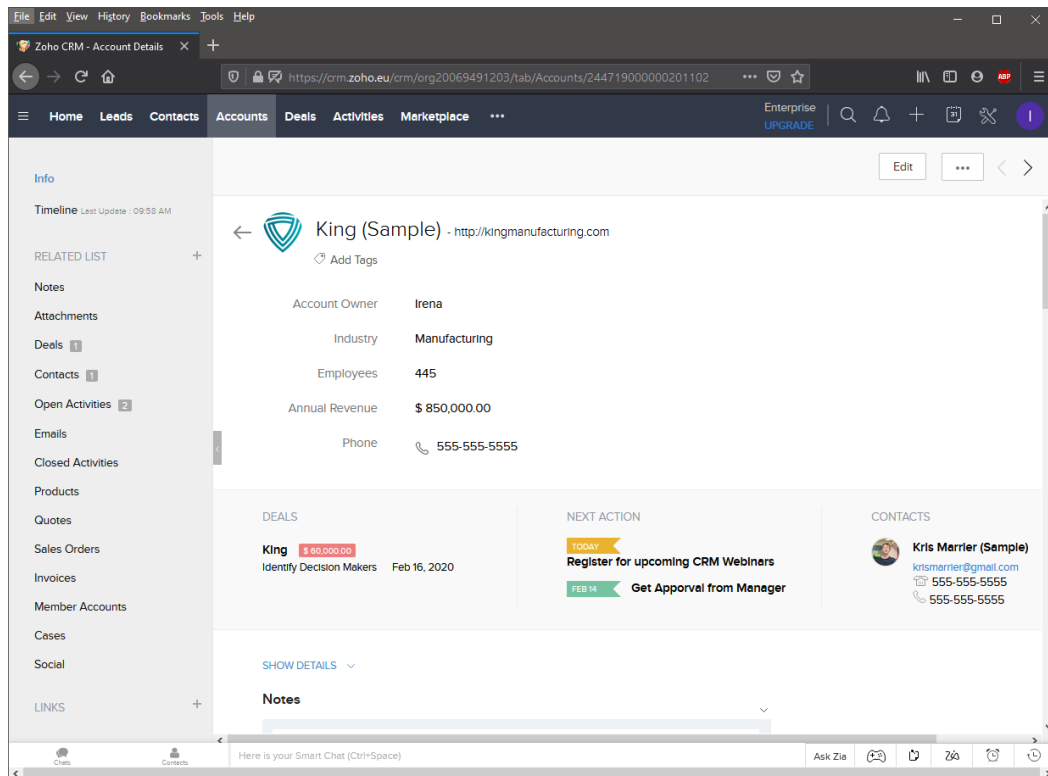 File Edit View History Bookmarks Tools Help
Zoho CRM - Account Details
https://crm.zoho.eu/crm/org20069491203/tab/Accounts/244719000000201102
ABP
Home Leads Contacts Accounts Deals Activities Marketplace
Enterprise
UPGRADE
31
I
Info
Timeline Last Update : 09:58 AM
RELATED LIST
Notes
Attachments
Deals 1
Contacts 1
Open Activities 2
Emails
Closed Activities
Products
Quotes
Sales Orders
Invoices
Member Accounts
Cases
Social
LINKS
Edit
King (Sample) - http://kingmanufacturing.com
Add Tags
Account Owner Irena
Industry Manufacturing
Employees 445
Annual Revenue $ 850,000.00
Phone 555-555-5555
DEALS
King $ 60,000.00
Identify Decision Makers Feb 16, 2020
NEXT ACTION
TODAY
Register for upcoming CRM Webinars
FEB 14 Get Apporval from Manager
CONTACTS
Kris Marrier (Sample)
krismarrier@gmail.com
555-555-5555
555-555-5555
SHOW DETAILS
Notes
Chats
Contacts
Here is your Smart Chat (Ctrl+Space)
Ask Zia